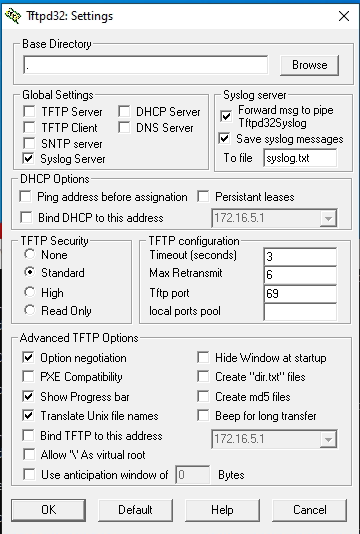 Tftpd32: Settings
Base Directory
.
Browse
Global Settings
TFTP Server
TFTP Client
SNTP server
Syslog Server
DHCP Server
DNS Server
Syslog server
Forward msg to pipe
Tftpd32Syslog
Save syslog messages
To file
syslog.txt
DHCP Options
Ping address before assignation
Persistant leases
Bind DHCP to this address
172.16.5.1
TFTP Security
None
Standard
High
Read Only
TFTP configuration
Timeout (seconds)
3
Max Retransmit
6
Tftp port
69
local ports pool
Advanced TFTP Options
Option negotiation
PXE Compatibility
Show Progress bar
Translate Unix file names
Bind TFTP to this address
172.16.5.1
Allow '\' As virtual root
Use anticipation window of
0
Bytes
Hide Window at startup
Create "dir.txt" files
Create md5 files
Beep for long transfer
OK
Default
Help
Cancel